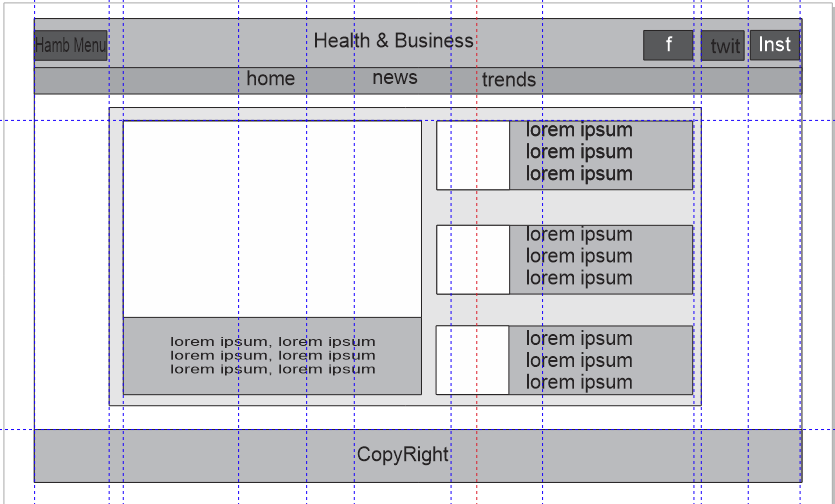 Hamb Menu
Health & Business
f
twit
Inst
home
news
trends
lorem ipsum
lorem ipsum
lorem ipsum
lorem ipsum
lorem ipsum
lorem ipsum
lorem ipsum, lorem ipsum
lorem ipsum, lorem ipsum
lorem ipsum, lorem ipsum
lorem ipsum
lorem ipsum
lorem ipsum
CopyRight